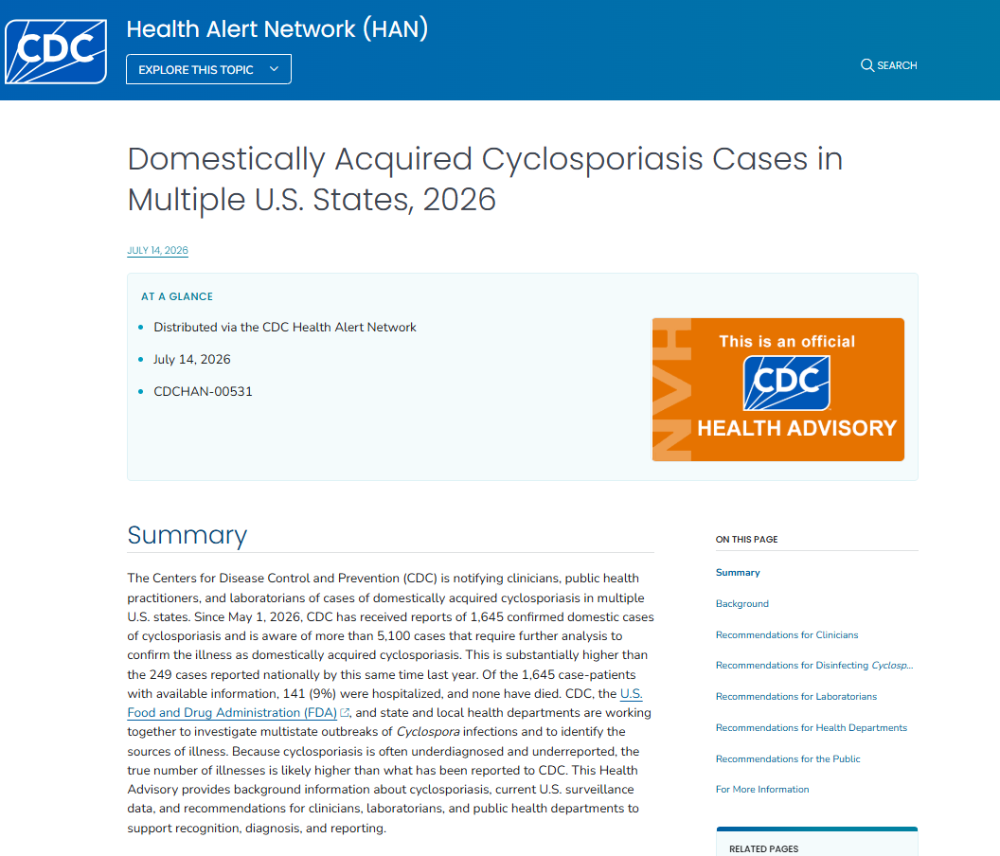 CDC
Health Alert Network (HAN)
EXPLORE THIS TOPIC
SEARCH
Domestically Acquired Cyclosporiasis Cases in
Multiple U.S. States, 2026
JULY 14, 2026
AT A GLANCE
Distributed via the CDC Health Alert Network
July 14, 2026
CDCHAN-00531
HAN
This is an official
CDC
HEALTH ADVISORY
Summary
The Centers for Disease Control and Prevention (CDC) is notifying clinicians, public health
practitioners, and laboratorians of cases of domestically acquired cyclosporiasis in multiple
U.S. states. Since May 1, 2026, CDC has received reports of 1,645 confirmed domestic cases
of cyclosporiasis and is aware of more than 5,100 cases that require further analysis to
confirm the illness as domestically acquired cyclosporiasis. This is substantially higher than
the 249 cases reported nationally by this same time last year. Of the 1,645 case-patients
with available information, 141 (9%) were hospitalized, and none have died. CDC, the U.S.
Food and Drug Administration (FDA), and state and local health departments are working
together to investigate multistate outbreaks of Cyclospora infections and to identify the
sources of illness. Because cyclosporiasis is often underdiagnosed and underreported, the
true number of illnesses is likely higher than what has been reported to CDC. This Health
Advisory provides background information about cyclosporiasis, current U.S. surveillance
data, and recommendations for clinicians, laboratorians, and public health departments to
support recognition, diagnosis, and reporting.
ON THIS PAGE
Summary
Background
Recommendations for Clinicians
Recommendations for Disinfecting Cyclosp...
Recommendations for Laboratorians
Recommendations for Health Departments
Recommendations for the Public
For More Information
RELATED PAGES